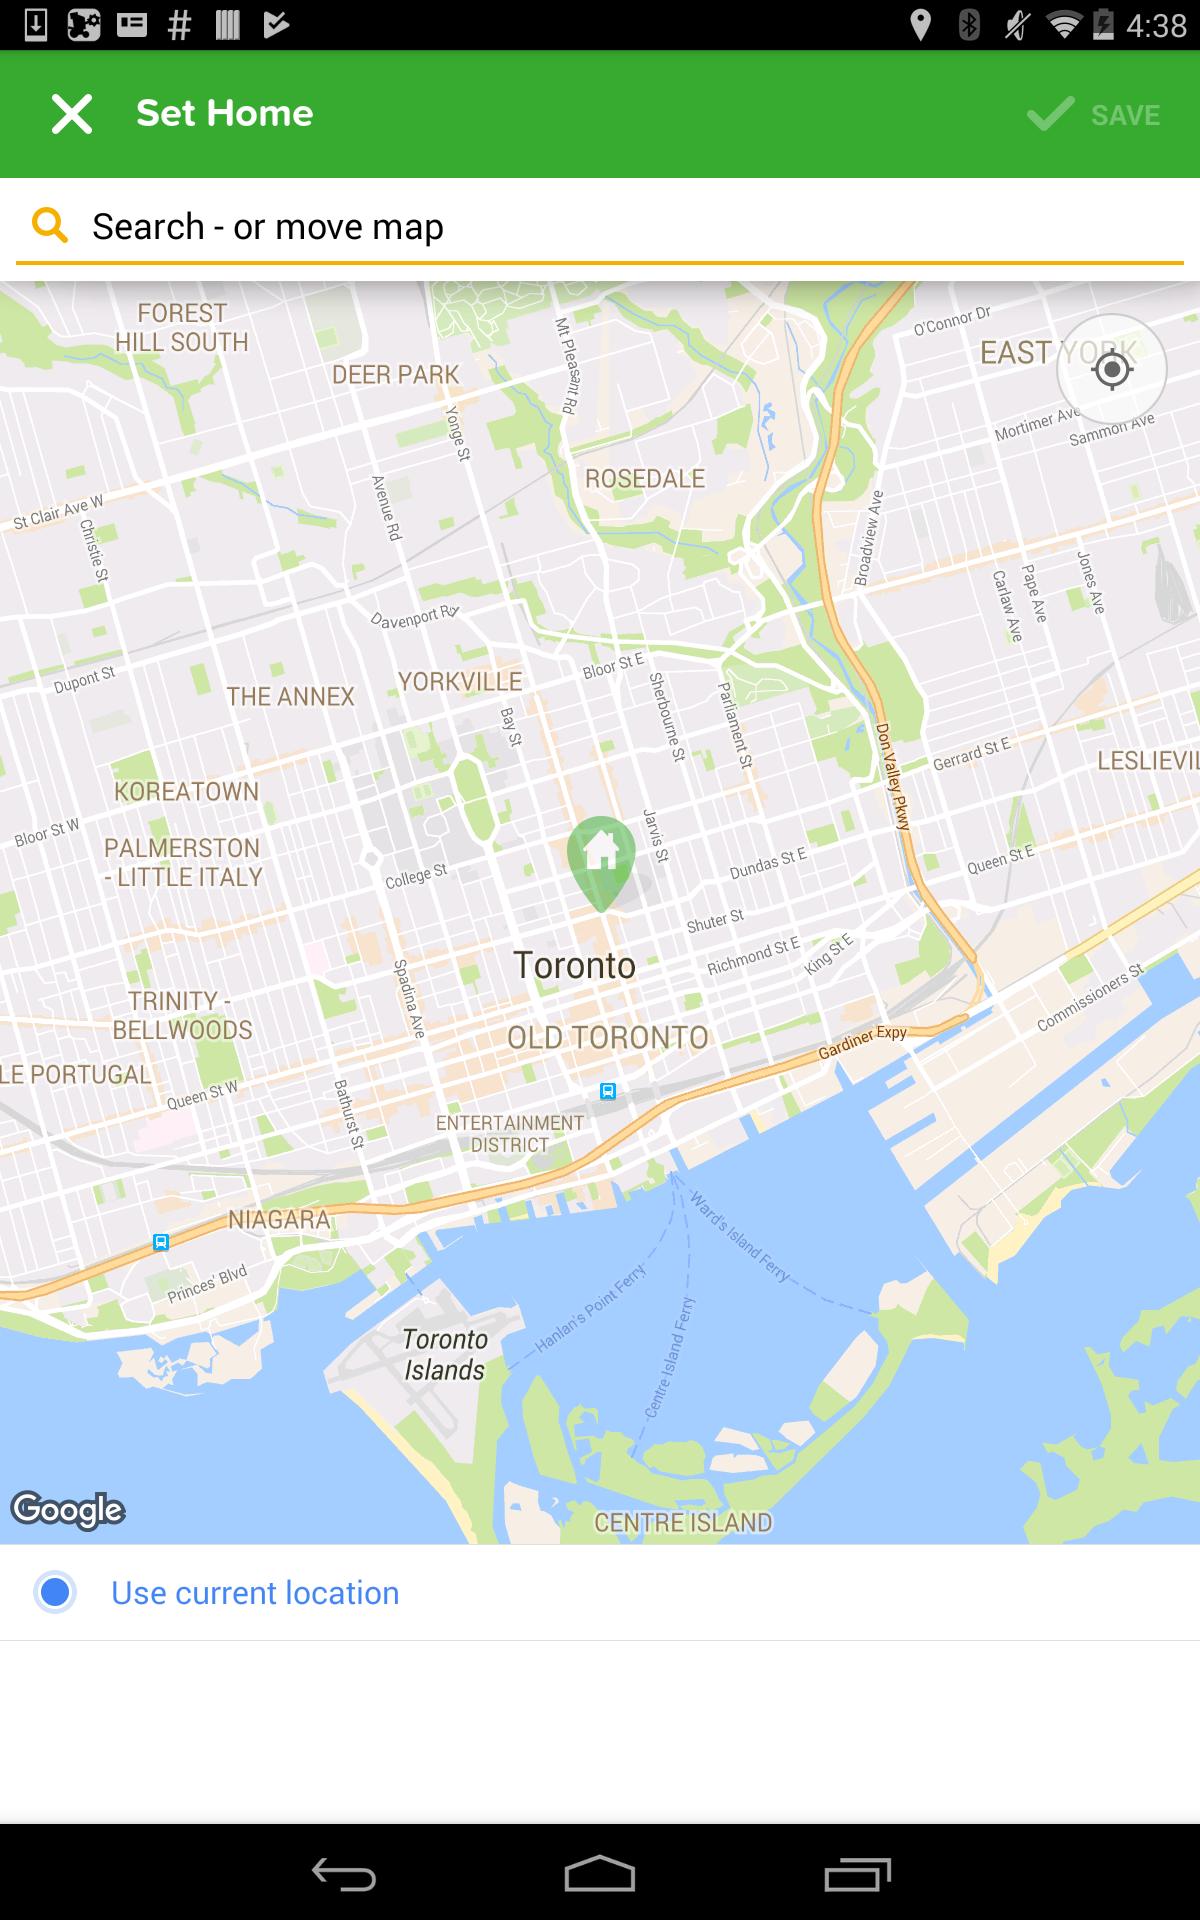 4:38
Set Home
SAVE
Search - or move map
FOREST
HILL SOUTH
O'Connor Dr
EAST YORK
DEER PARK
Mt Pleasant Rd
Yonge St
Mortimer Ave
Sammon Ave
ROSEDALE
St Clair Ave W
Avenue Rd
Christie St
Broadview Ave
Carlaw Ave
Pape Ave
Jones Ave
Davenport Rd
Bloor St E
Dupont St
THE ANNEX
YORKVILLE
Bay St
Sherbourne St
Parliament St
Don Valley Pkwy
Gerrard St E
LESLIEVIL
KOREATOWN
Bloor St W
PALMERSTON
- LITTLE ITALY
Jarvis St
College St
Dundas St E
Queen St E
Shuter St
Richmond St E
King St E
Toronto
Spadina Ave
Commissioners St
TRINITY -
BELLWOODS
OLD TORONTO
Gardiner Expy
LE PORTUGAL
Queen St W
Bathurst St
ENTERTAINMENT
DISTRICT
NIAGARA
Ward's Island Ferry
Princes' Blvd
Hanlan's Point Ferry
Centre Island Ferry
Toronto
Islands
Google
CENTRE ISLAND
Use current location